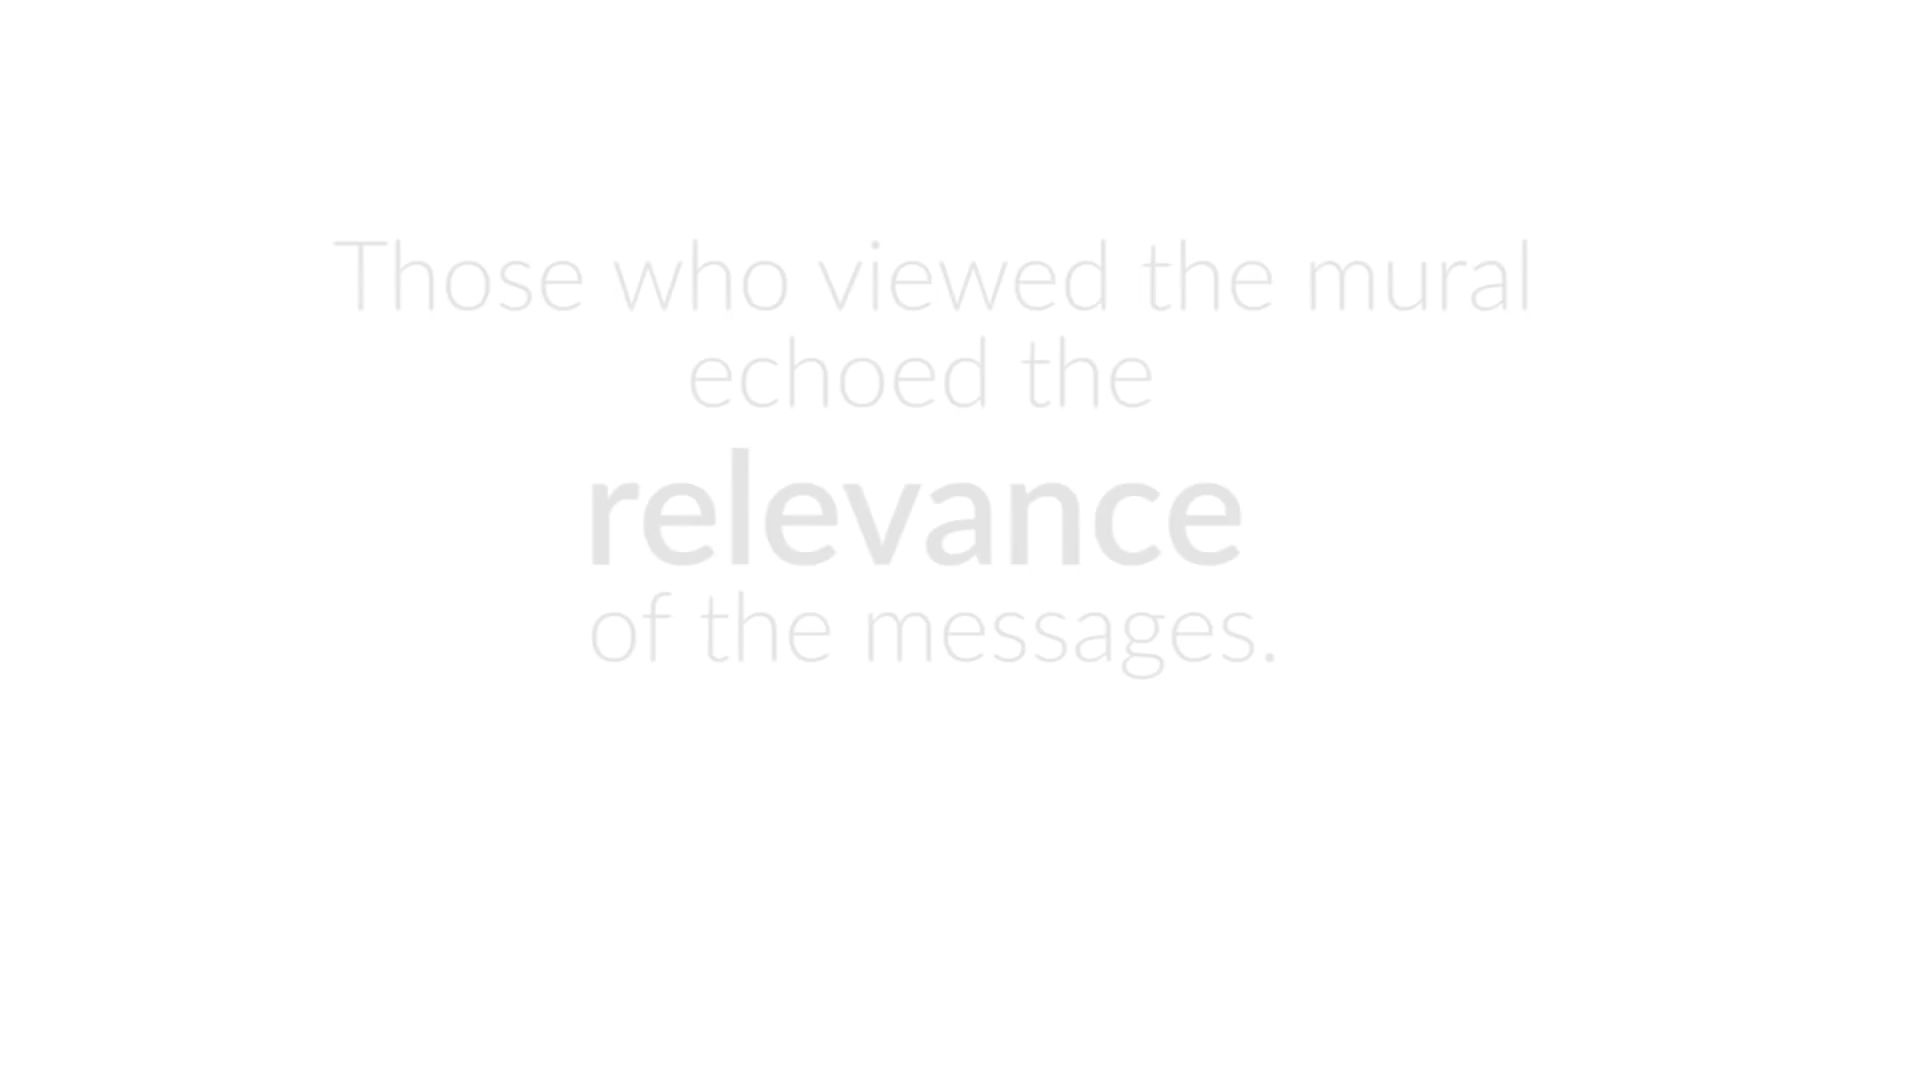 Those who viewed the mural
echoed the
relevance
of the messages.